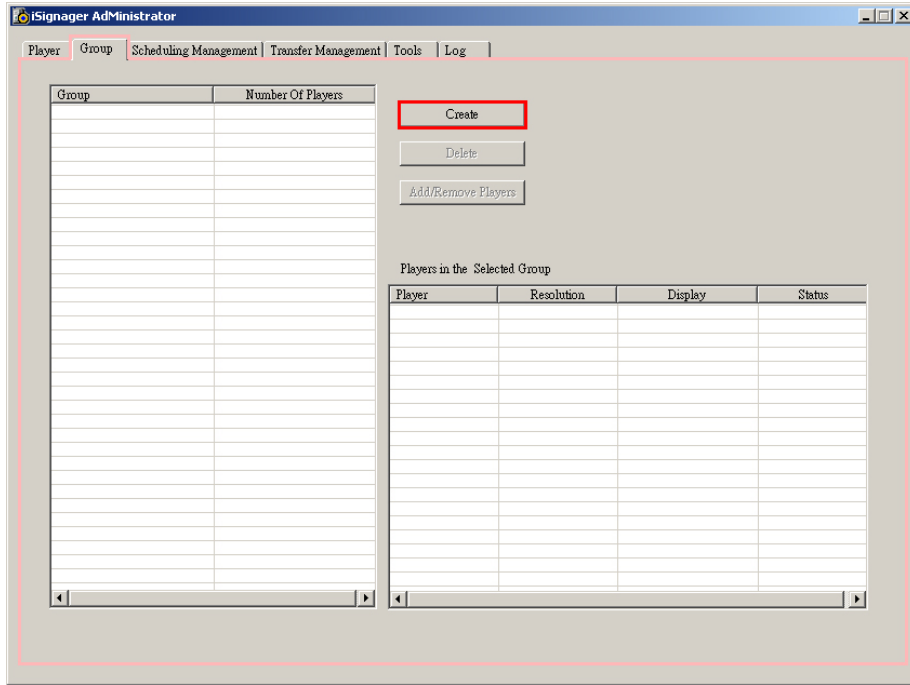 iSignager AdMinistrator
Player Group Scheduling Management Transfer Management Tools Log
Group Number Of Players
Create
Delete
Add/Remove Players
Players in the Selected Group
Player Resolution Display Status